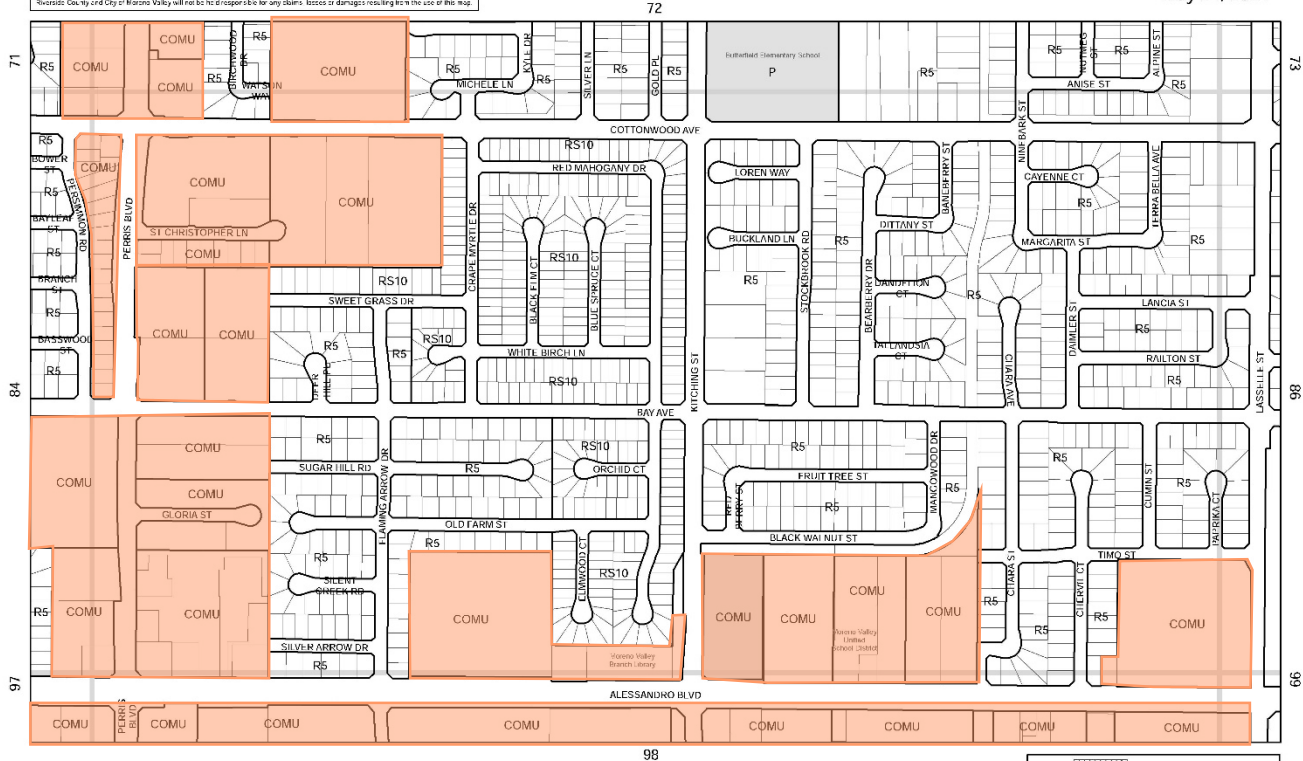 Riverside County and City of Moreno Valley will not be held responsible for any claims, losses or damages resulting from the use of this map.
72
71
73
COMU
COMU
COMU
R5
R5
R5
BIRCHWOOD DR
WATSON WAY
COMU
R5
R5
KYLE DR
MICHELE LN
SILVER LN
R5
GOLD PL
R5
Butterfield Elementary School
P
R5
NINEBARK ST
R5
NUTMEG ST
R5
ALPINE ST
R5
ANISE ST
COTTONWOOD AVE
R5
BOWER ST
R5
BAYLEAF ST
R5
BRANCH ST
R5
BASSWOOD ST
R5
COMU
PERSIMMON RD
PERRIS BLVD
COMU
COMU
ST CHRISTOPHER LN
COMU
COMU
COMU
RS10
SWEET GRASS DR
R5
HILL PL
R5
RS10
CRAPE MYRTLE DR
RS10
RED MAHOGANY DR
BLACK ELM CT
RS10
BLUE SPRUCE CT
WHITE BIRCH LN
RS10
KITCHING ST
LOREN WAY
BUCKLAND LN
R5
STOCKBROOK RD
R5
BEARBERRY DR
BANEBERRY ST
DITTANY ST
DANDELION CT
TATLANDSIA CT
R5
CHIARA AVE
CAYENNE CT
R5
MARGARITA ST
TERRA BELLA AVE
R5
LANCIA ST
DAIMLER ST
R5
RAILTON ST
R5
LASSELLE ST
84
86
BAY AVE
COMU
COMU
COMU
GLORIA ST
R5
SUGAR HILL RD
FLAMING ARROW DR
R5
RS10
ORCHID CT
OLD FARM ST
R5
R5
SILENT CREEK RD
SILVER ARROW DR
R5
R5
COMU
COMU
COMU
ELMWOOD CT
RS10
Moreno Valley
Branch Library
R5
FRUIT TREE ST
RED BERRY ST
R5
MANGOWOOD DR
R5
BLACK WALNUT ST
COMU
COMU
COMU
COMU
Moreno Valley
Unified
School District
R5
CUMIN ST
R5
PAPRIKA CT
TIMO ST
CHIARA ST
CHERVIL CT
R5
R5
R5
COMU
97
99
ALESSANDRO BLVD
PERRIS BLVD
COMU
COMU
COMU
COMU
COMU
COMU
COMU
COMU
98